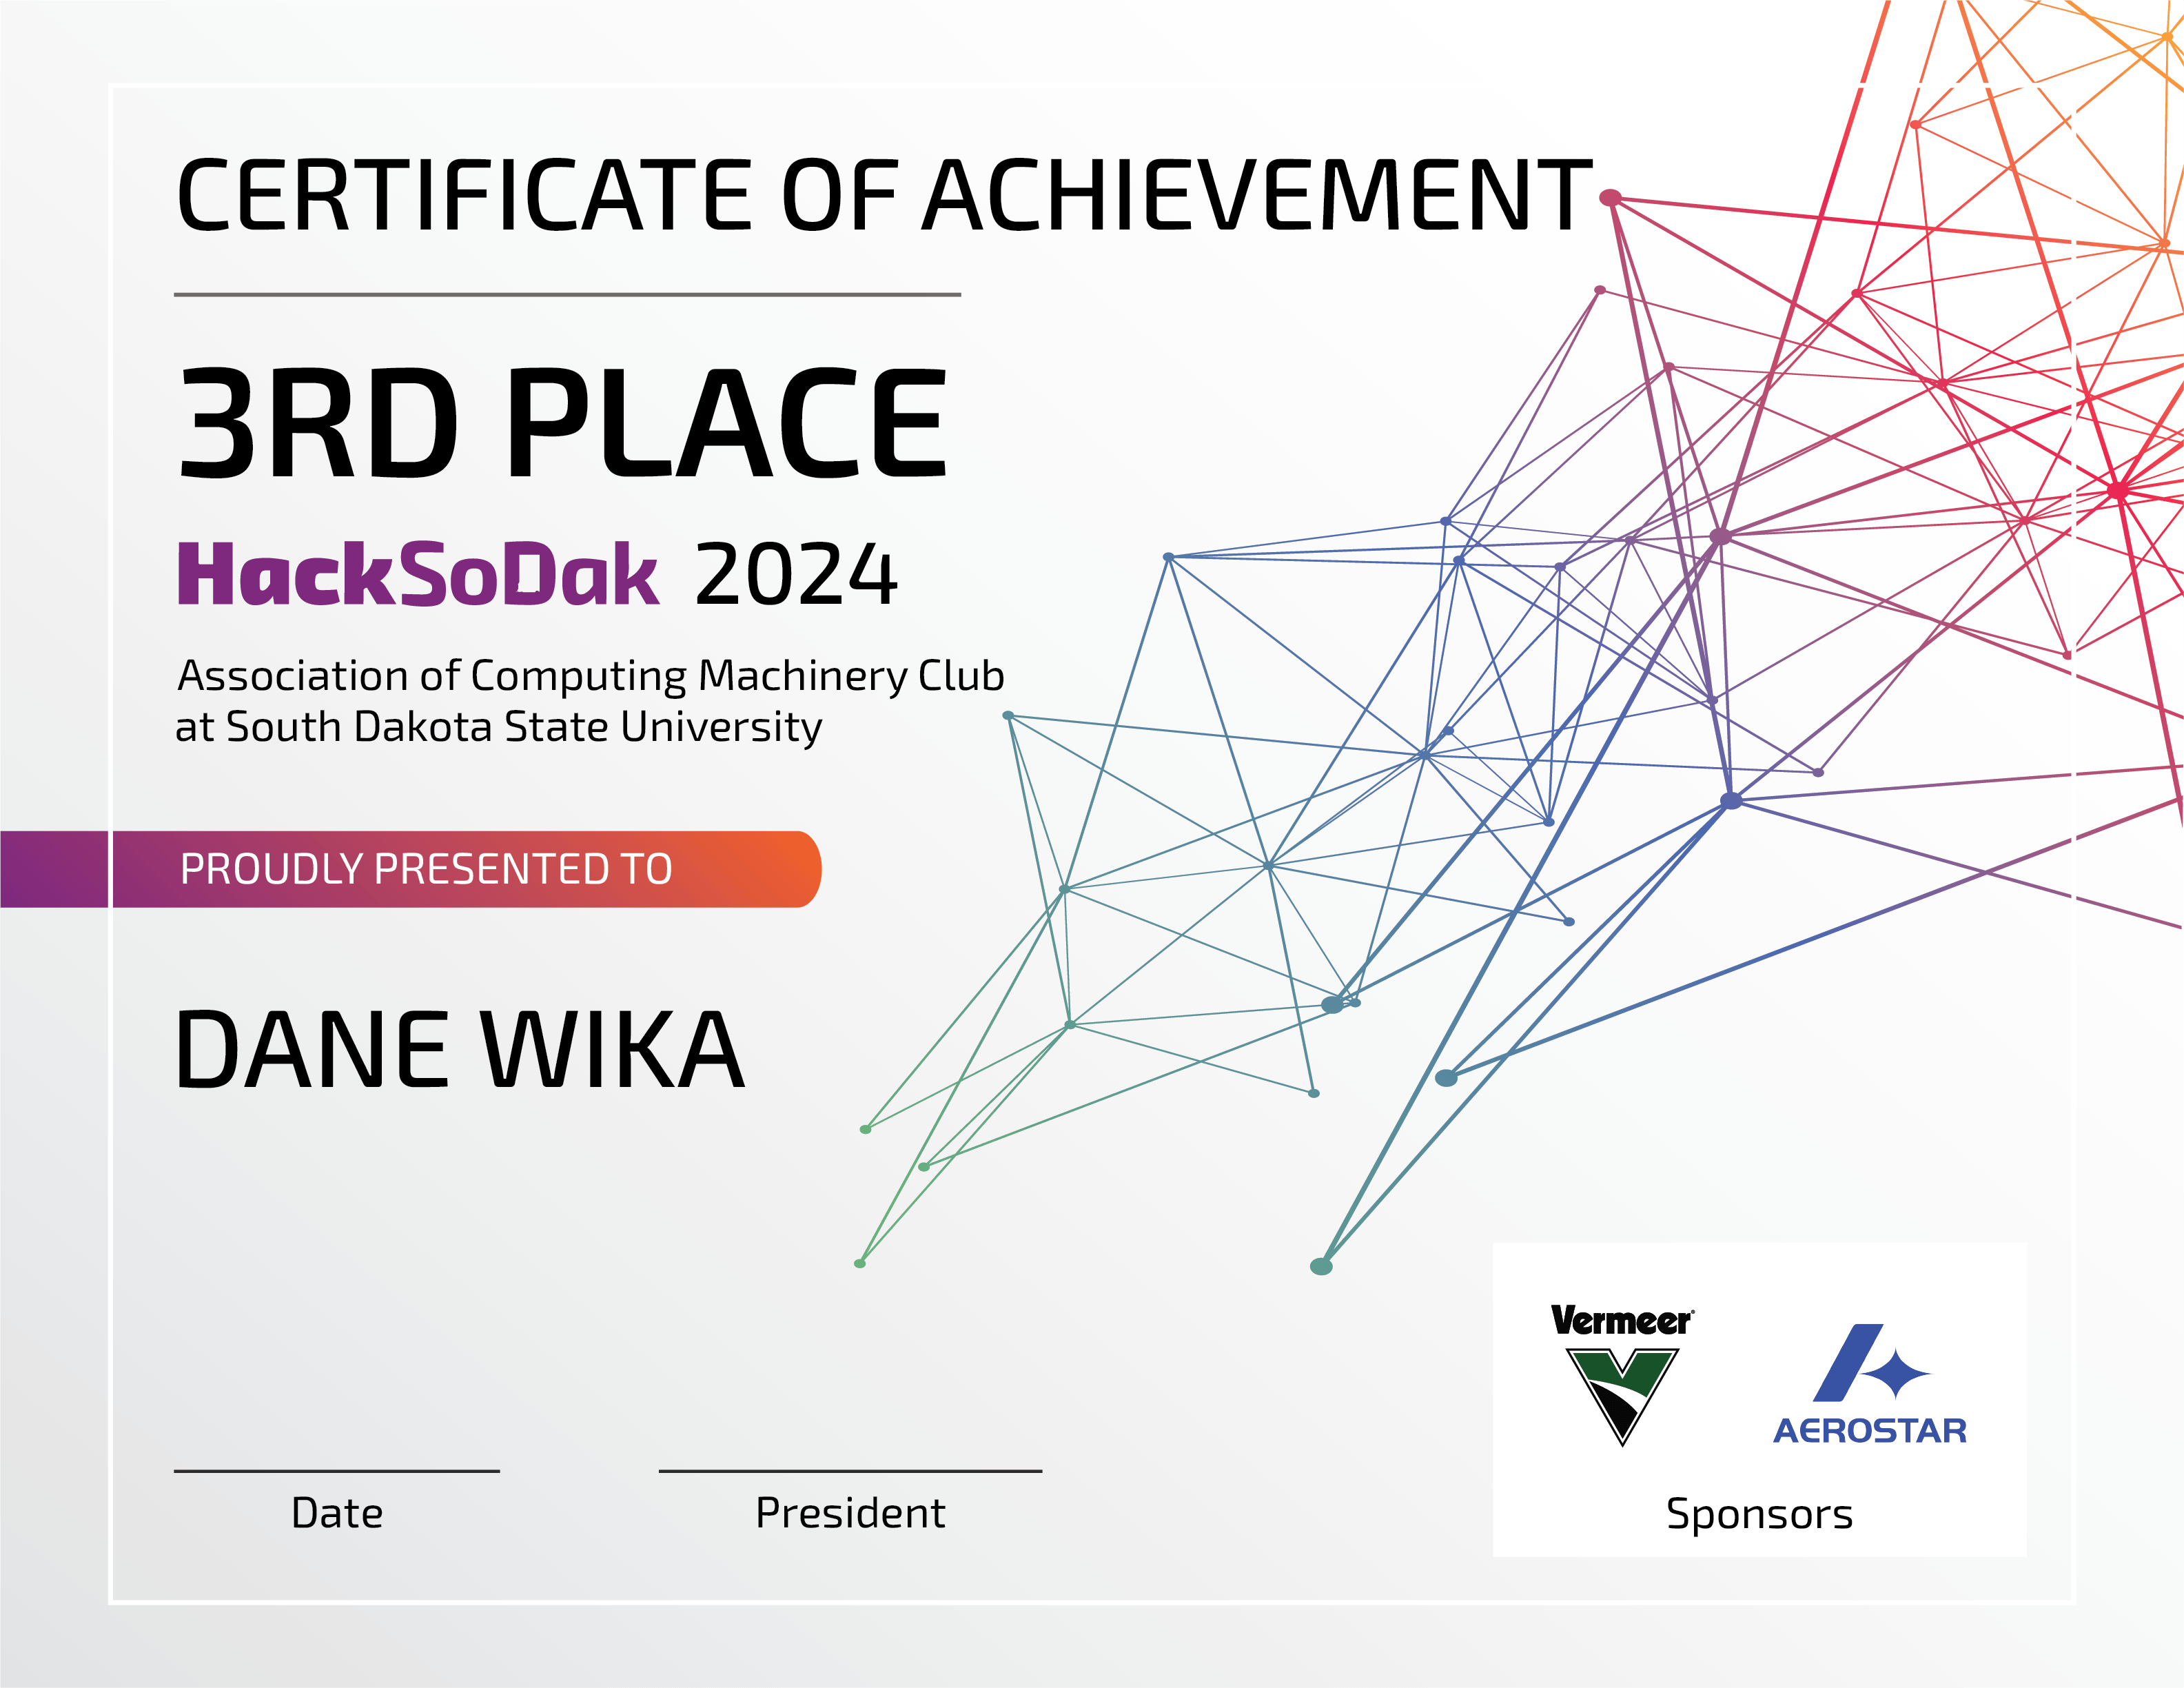 CERTIFICATE OF ACHIEVEMENT
3RD PLACE
HackSoDak 2024
Association of Computing Machinery Club
at South Dakota State University
PROUDLY PRESENTED TO
DANE WIKA
Vermeer
AEROSTAR
Date
President
Sponsors